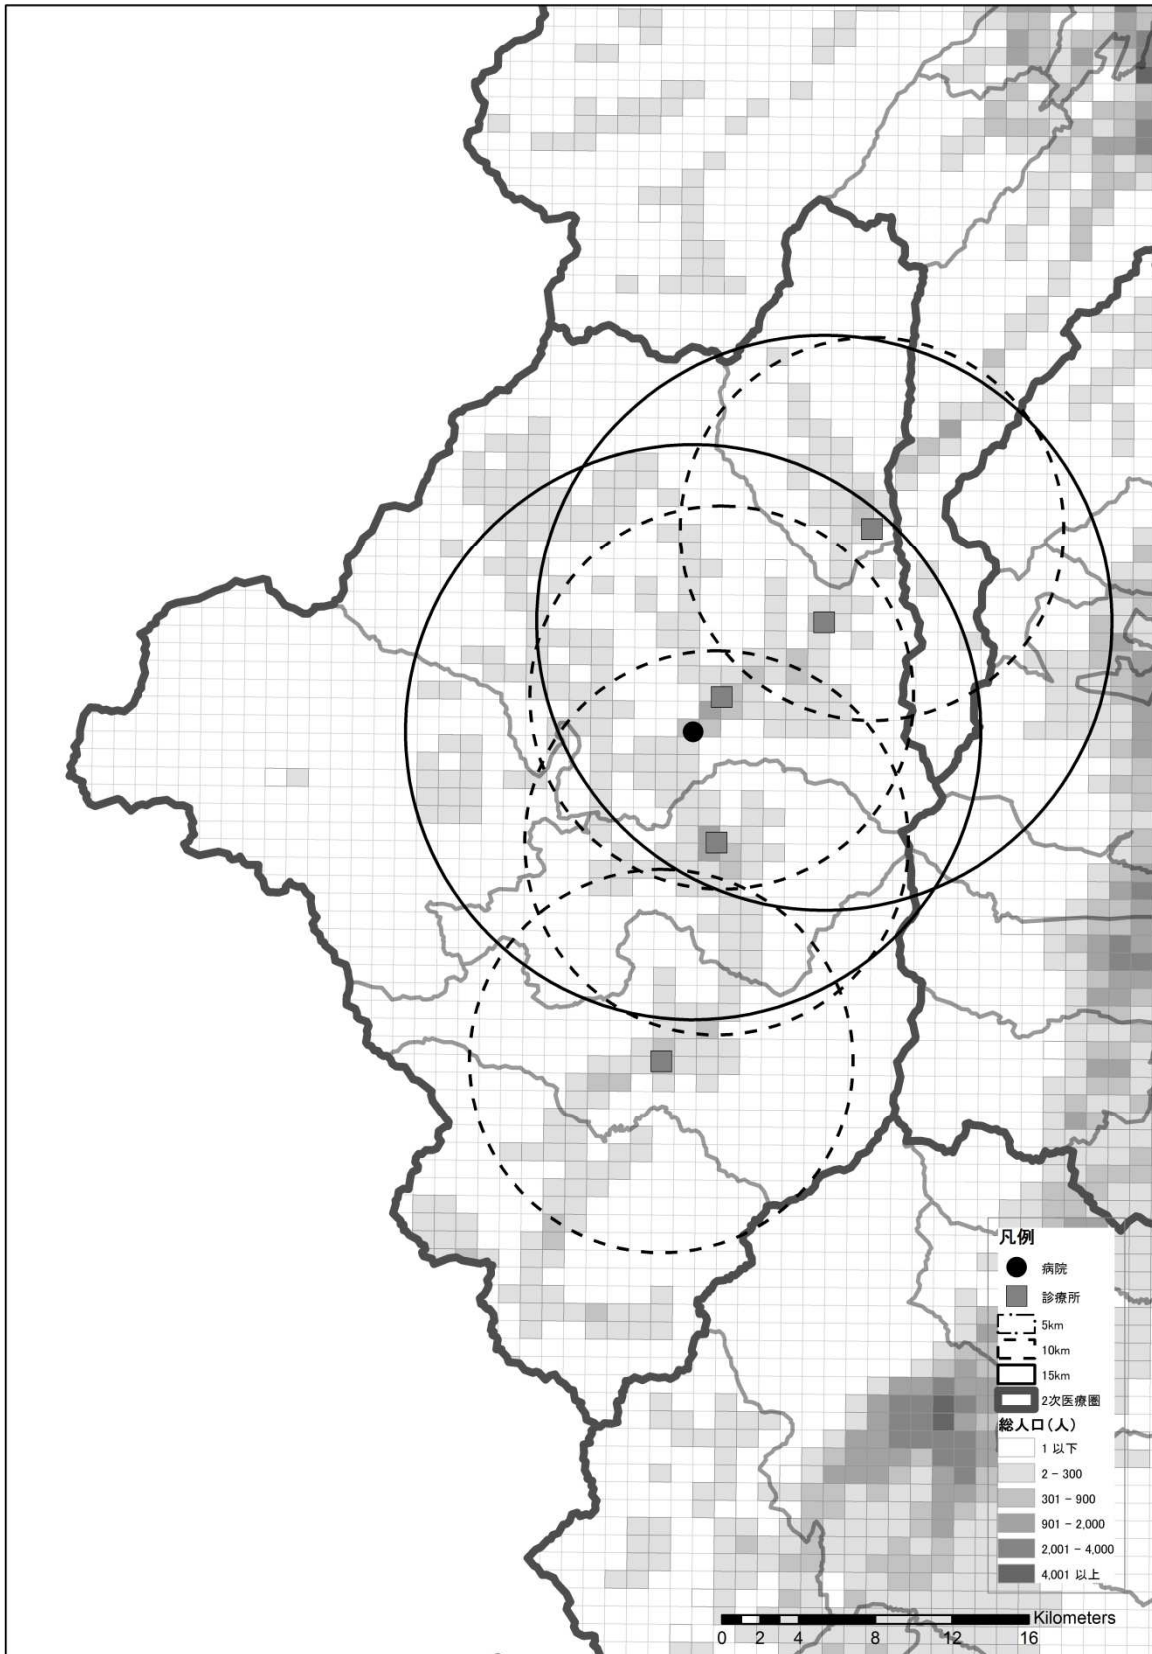 凡例
病院
診療所
5km
10km
15km
2次医療圏
総人口(人)
1 以下
2 - 300
301 - 900
901 - 2,000
2,001 - 4,000
4,001 以上
Kilometers
0 2 4 8 12 16